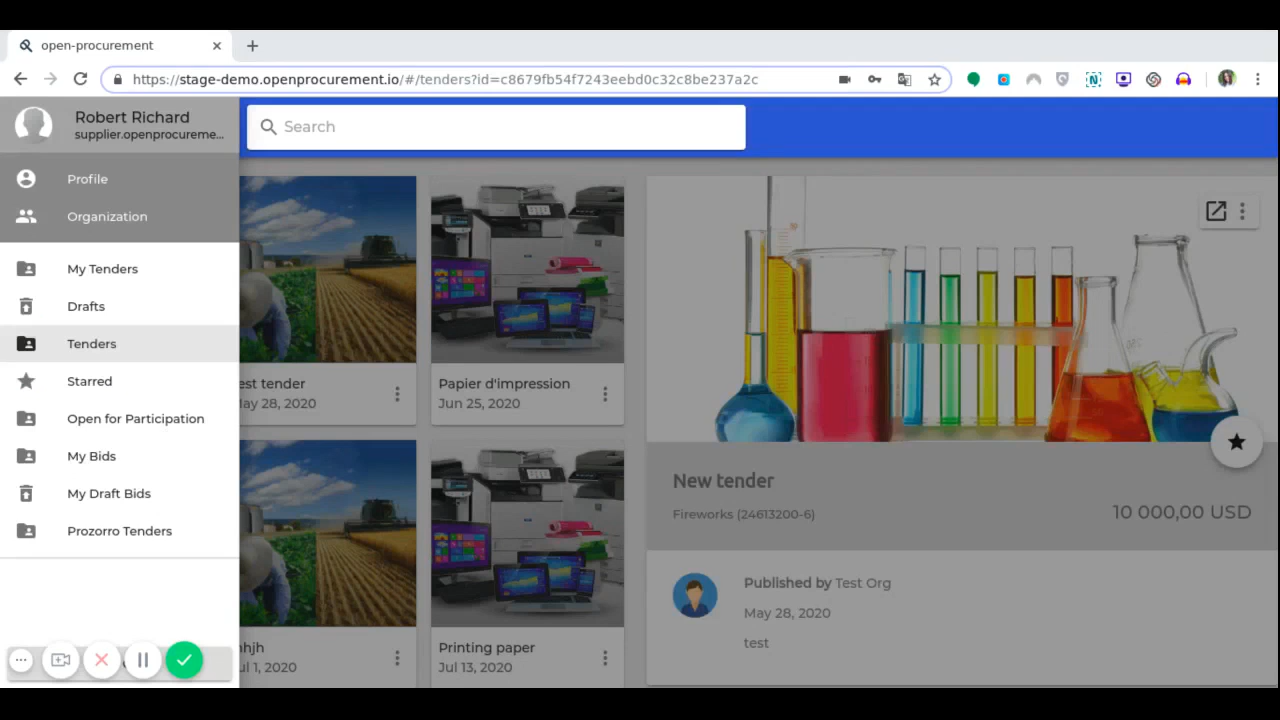 open-procurement
https://stage-demo.openprocurement.io/#/tenders?id=c8679fb54f7243eebd0c32c8be237a2c
Robert Richard
supplier.openprocureme...
Search
Profile
Organization
My Tenders
Drafts
Tenders
Starred
Open for Participation
My Bids
My Draft Bids
Prozorro Tenders
est tender
ay 28, 2020
Papier d'impression
Jun 25, 2020
hjh
ul 1, 2020
Printing paper
Jul 13, 2020
New tender
Fireworks (24613200-6)
10 000,00 USD
Published by Test Org
May 28, 2020
test